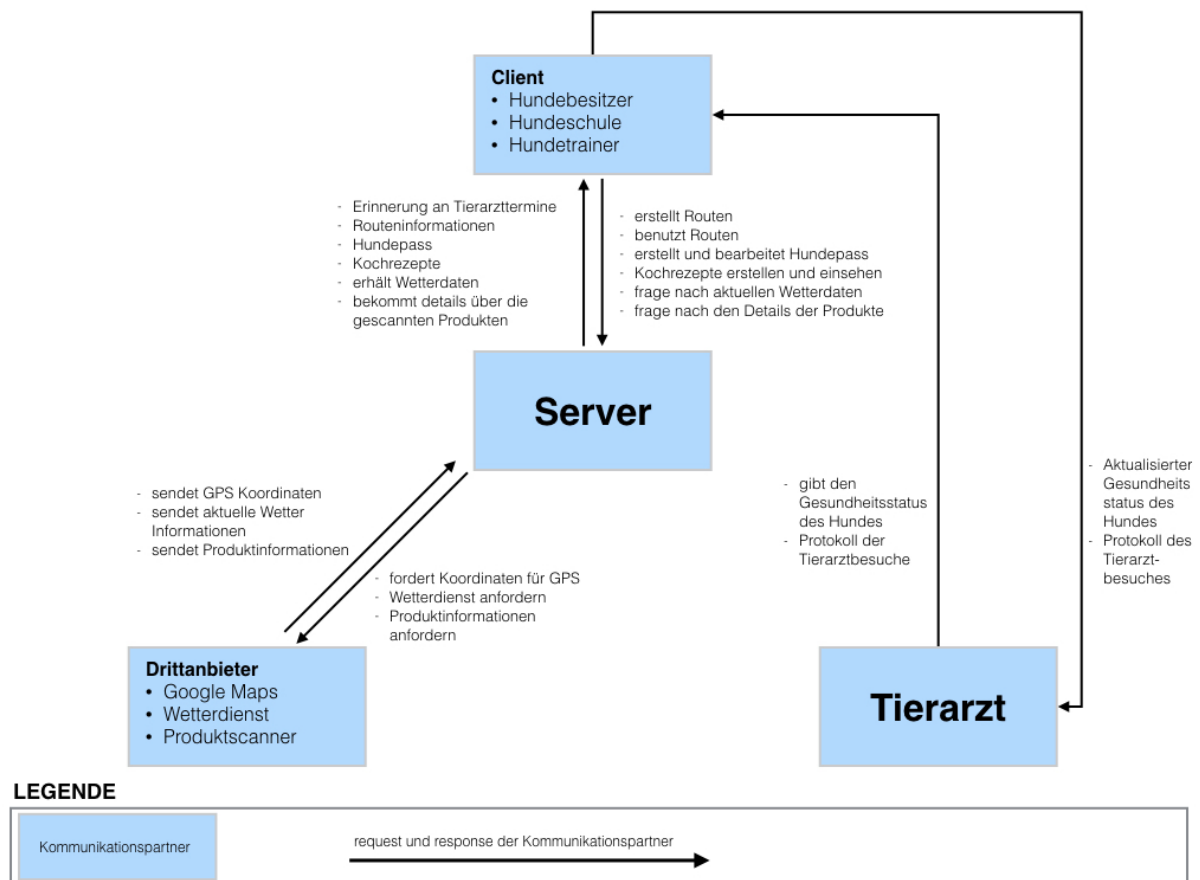 Client
• Hundebesitzer
• Hundeschule
• Hundetrainer
- Erinnerung an Tierarzttermine
- Routeninformationen
- Hundepass
- Kochrezepte
- erhält Wetterdaten
- bekommt details über die
gescannten Produkten
- erstellt Routen
- benutzt Routen
- erstellt und bearbeitet Hundepass
- Kochrezepte erstellen und einsehen
- frage nach aktuellen Wetterdaten
- frage nach den Details der Produkte
Server
- sendet GPS Koordinaten
- sendet aktuelle Wetter
Informationen
- sendet Produktinformationen
- fordert Koordinaten für GPS
- Wetterdienst anfordern
- Produktinformationen
anfordern
- gibt den
Gesundheitsstatus
des Hundes
- Protokoll der
Tierarztbesuche
- Aktualisierter
Gesundheits
status des
Hundes
- Protokoll des
Tierarzt-
besuches
Drittanbieter
• Google Maps
• Wetterdienst
• Produktscanner
Tierarzt
LEGENDE
Kommunikationspartner
request und response der Kommunikationspartner